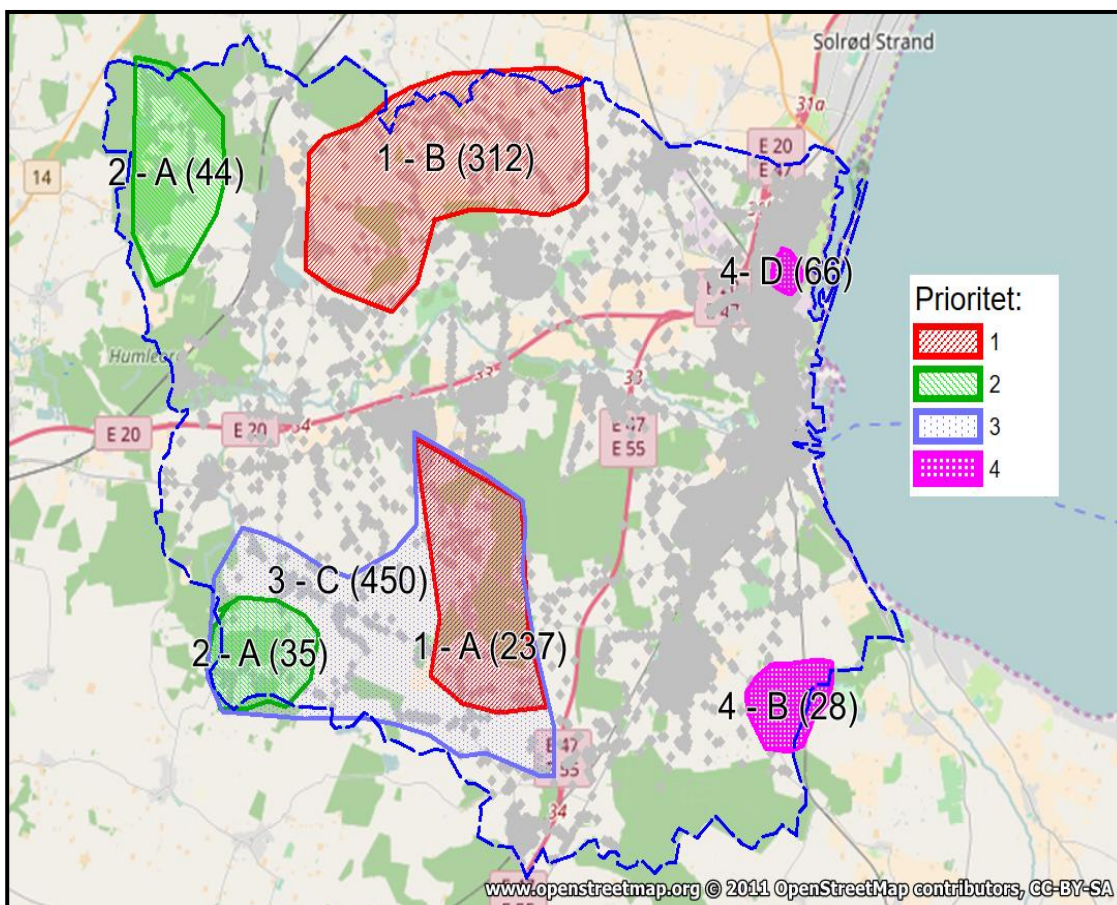 Solrød Strand
31a
E 20
E 47
14
2 - A (44)
1 - B (312)
4- D (66)
47
Prioritet:
1
2
3
4
33
33
34
E 20
E 20
E 47
E 55
3 - C (450)
2 - A (35)
1 - A (237)
4 - B (28)
E 47
E 55
34
www.openstreetmap.org © 2011 OpenStreetMap contributors, CC-BY-SA